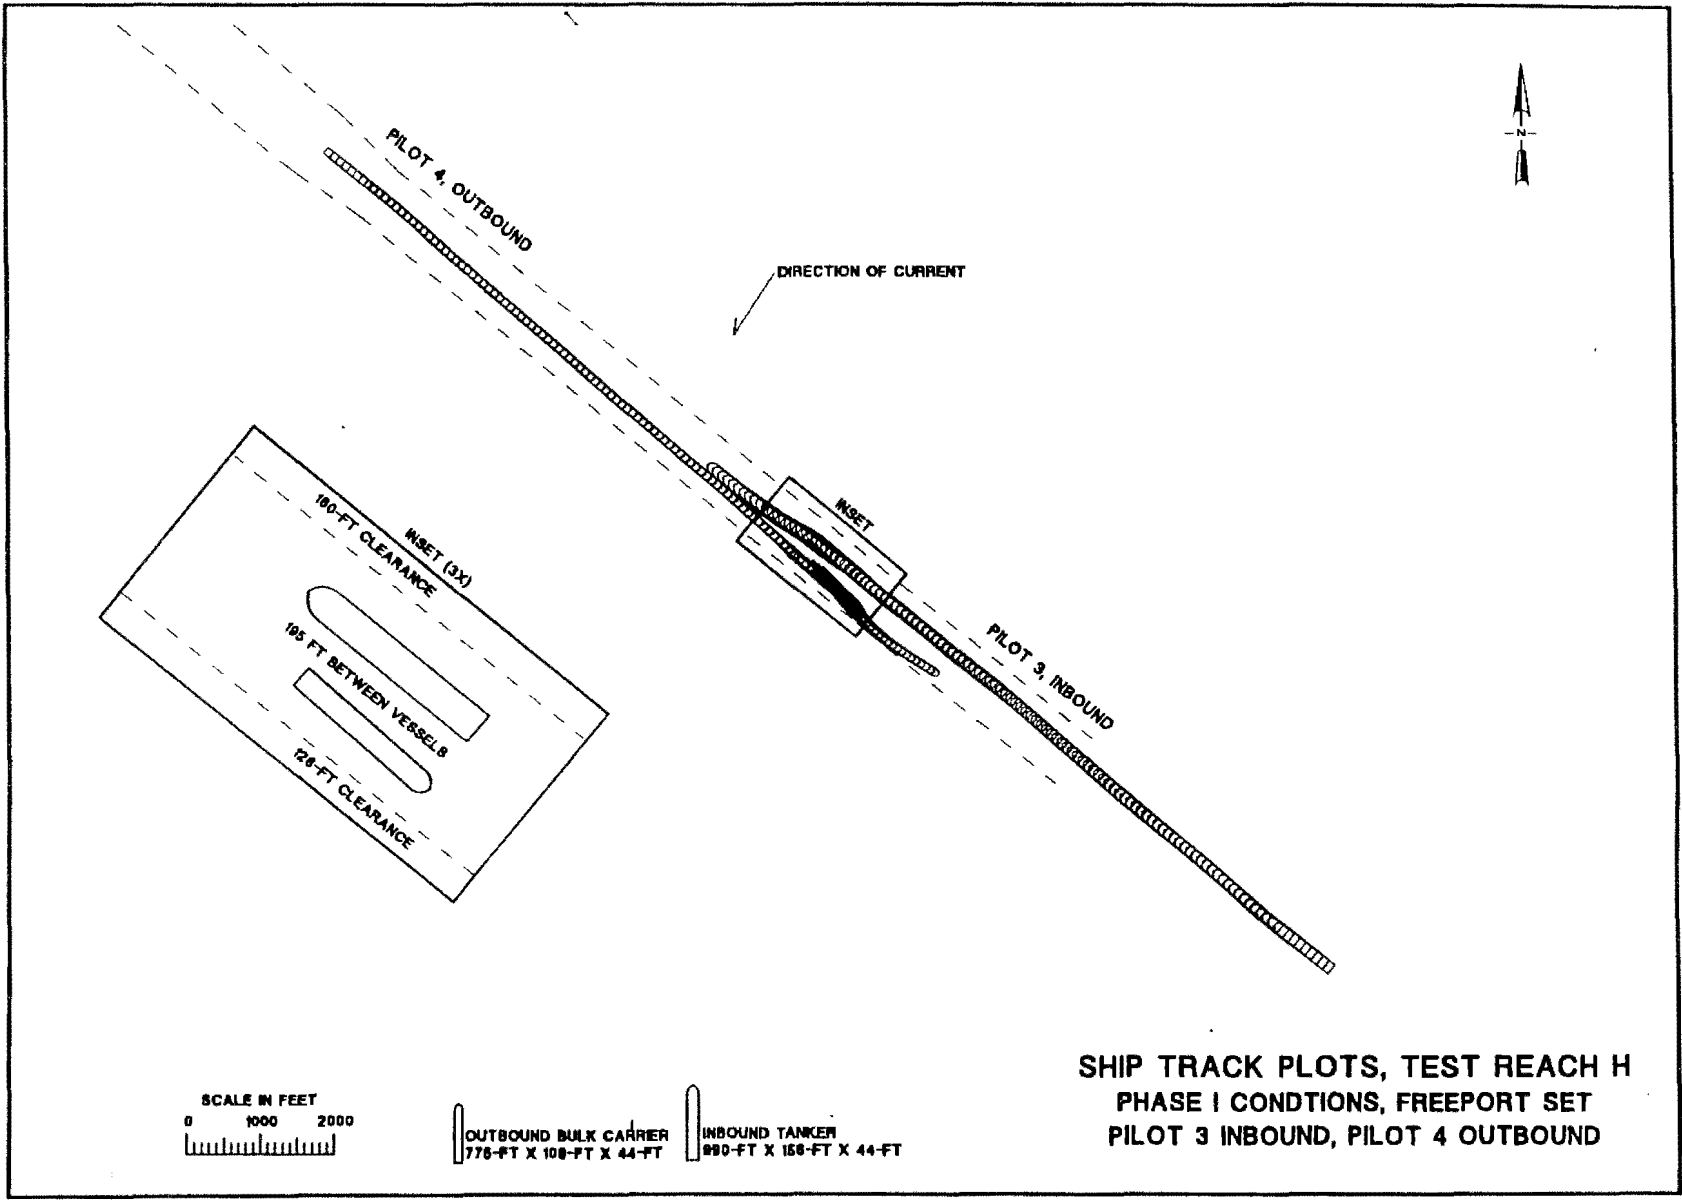 PILOT 4, OUTBOUND
N
DIRECTION OF CURRENT
INSET
INSET (3X)
160-FT CLEARANCE
195 FT BETWEEN VESSELS
126-FT CLEARANCE
PILOT 3, INBOUND
SHIP TRACK PLOTS, TEST REACH H
PHASE I CONDTIONS, FREEPORT SET
PILOT 3 INBOUND, PILOT 4 OUTBOUND
SCALE IN FEET
0 1000 2000
OUTBOUND BULK CARRIER
775-FT X 106-FT X 44-FT
INBOUND TANKER
990-FT X 156-FT X 44-FT